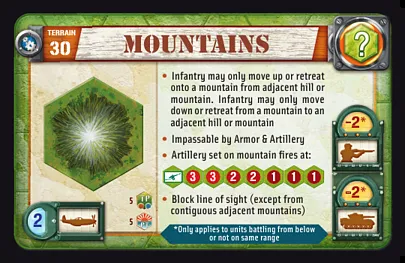 TERRAIN
30
MOUNTAINS
?
• Infantry may only move up or retreat
onto a mountain from adjacent hill or
mountain. Infantry may only move
down or retreat from a mountain to an
adjacent hill or mountain
• Impassable by Armor & Artillery
• Artillery set on mountain fires at:
3 3 2 2 1 1 1
• Block line of sight (except from
contiguous adjacent mountains)
*Only applies to units battling from below
or not on same range
-2*
-2*
5
5
2